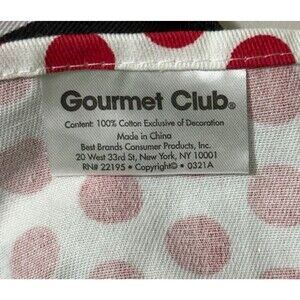 Gourmet Club®
Content: 100% Cotton Exclusive of Decoration
Made in China
Best Brands Consumer Products, Inc.
20 West 33rd St, New York, NY 10001
RN# 22195 • Copyright© • 0321A